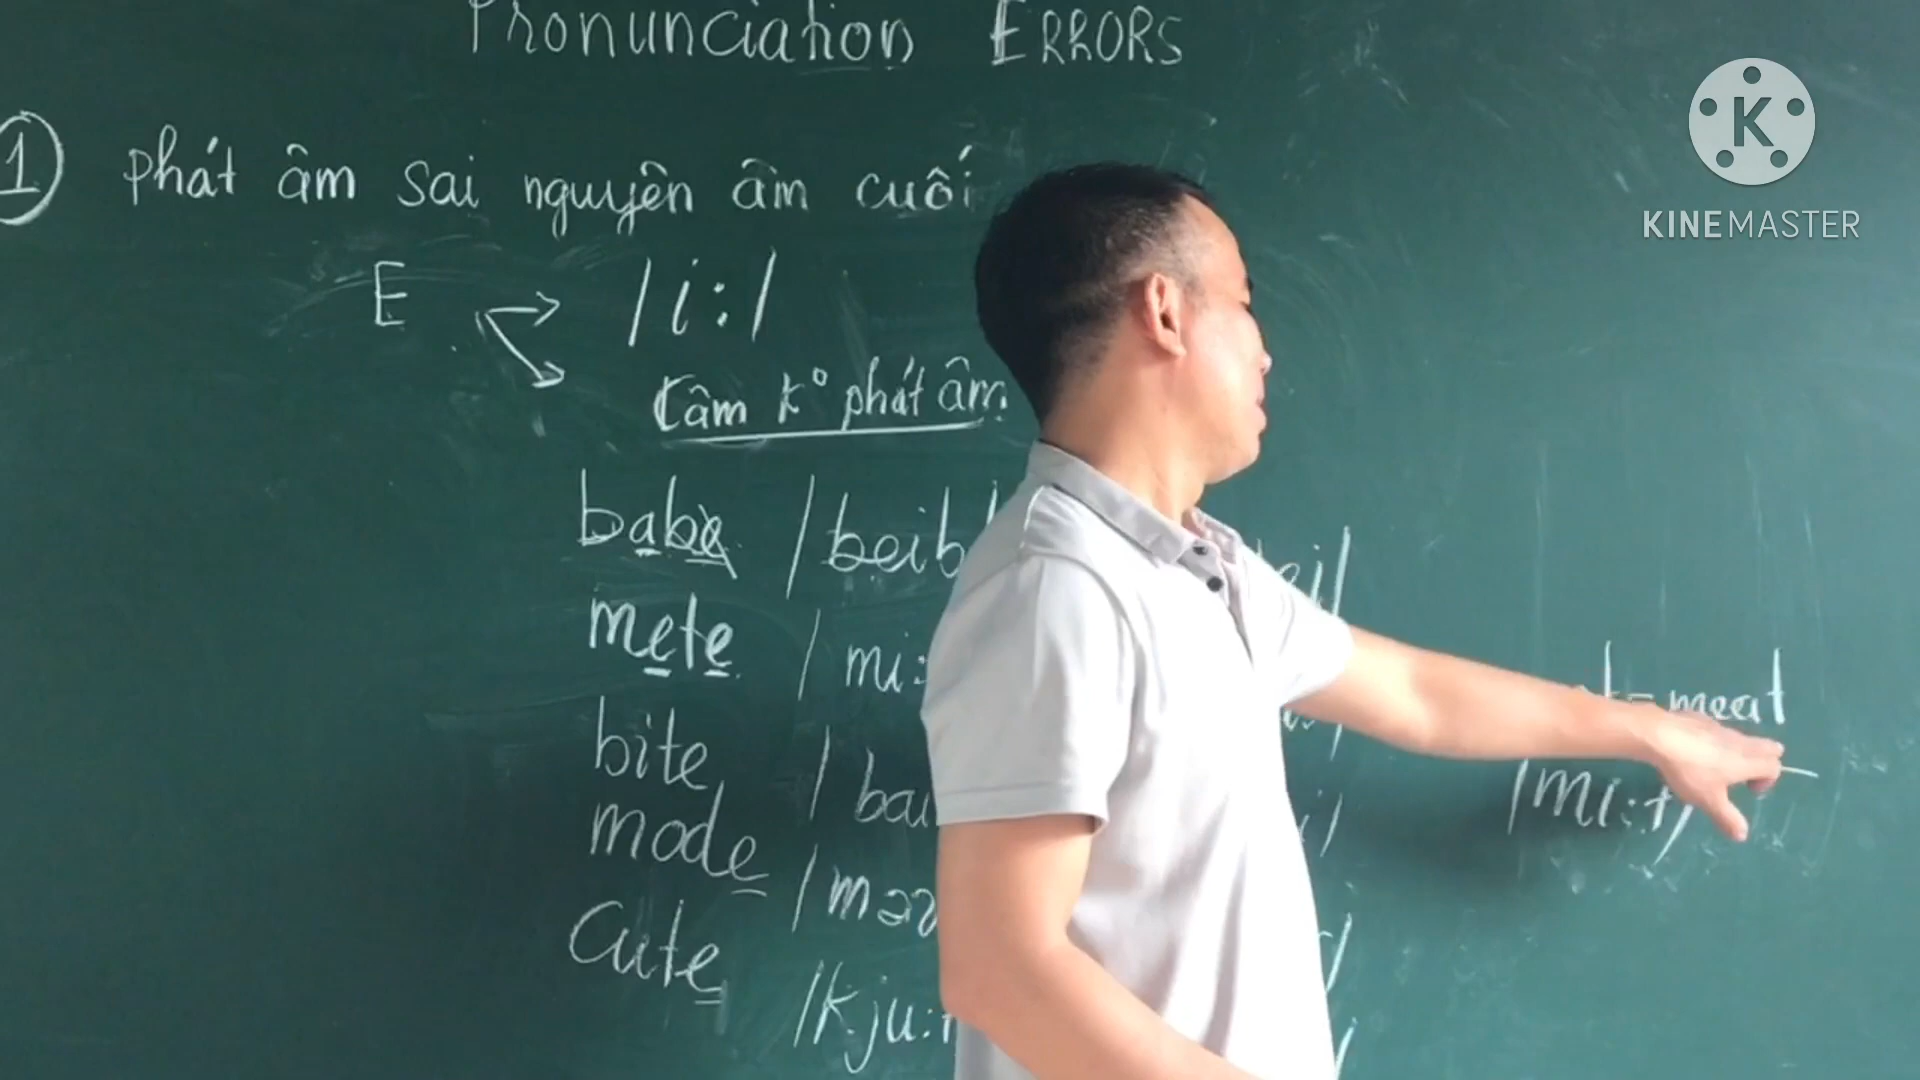 Pronunciation ERRORS
K
KINEMASTER
1 phát âm sai nguyên âm cuối
E /i:/
câm k° phát âm
babe /beib
mete /mi:
= meat
bite /bai
/mi:t/
mode /məʊ
cute /kju:t